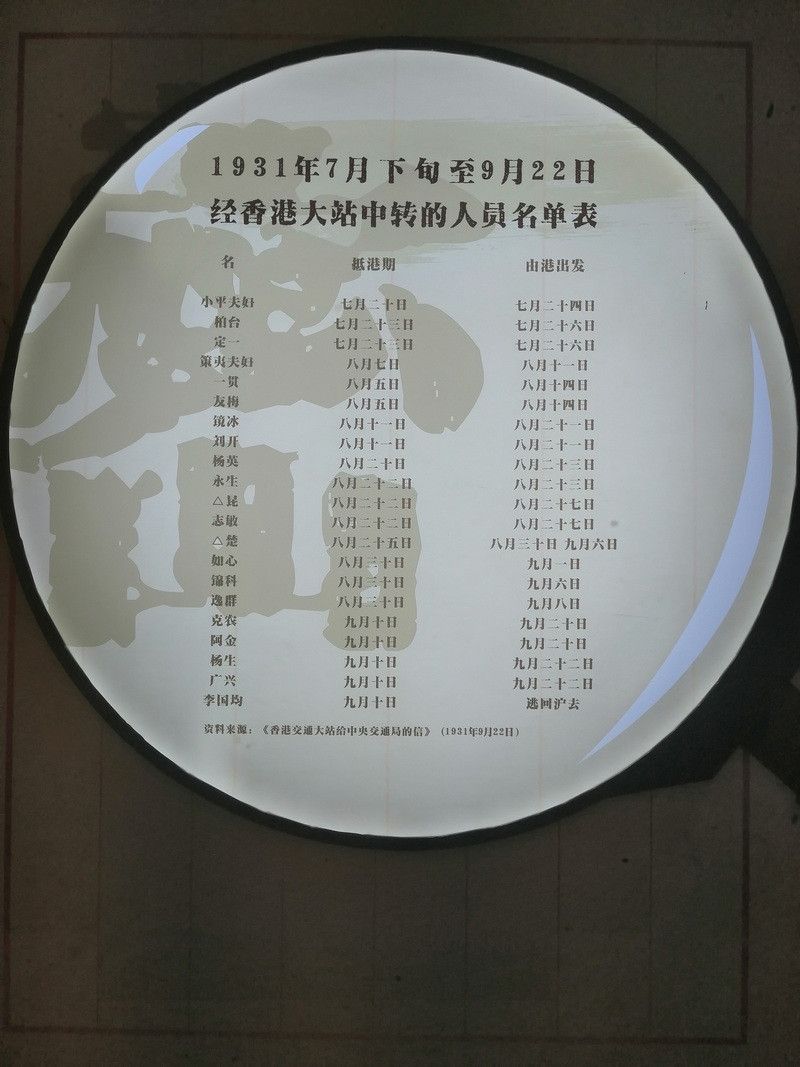 1931年7月下旬至9月22日
经香港大站中转的人员名单表
名 抵港期 由港出发
小平夫妇 七月二十日 七月二十四日
柏台 七月二十三日 七月二十六日
定一 七月二十三日 七月二十六日
策夷夫妇 八月七日 八月十一日
一贯 八月五日 八月十四日
友梅 八月五日 八月十四日
镜冰 八月十一日 八月二十一日
刘开 八月十一日 八月二十一日
杨英 八月二十日 八月二十三日
永生 八月二十二日 八月二十三日
△昆 八月二十二日 八月二十七日
志敏 八月二十二日 八月二十七日
△楚 八月二十五日 八月三十日 九月六日
如心 八月三十日 九月一日
锦科 八月三十日 九月六日
逸群 八月三十日 九月八日
克农 九月十日 九月二十日
阿金 九月十日 九月二十日
杨生 九月十日 九月二十二日
广兴 九月十日 九月二十二日
李国均 九月十日 逃回沪去
资料来源：《香港交通大站给中央交通局的信》（1931年9月22日）